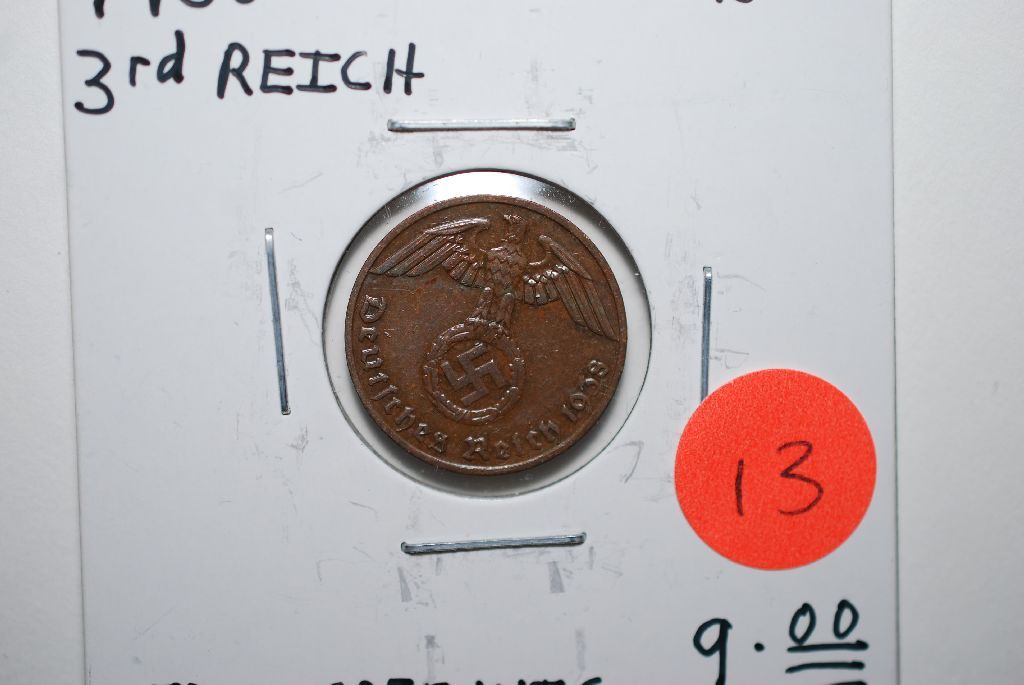 3rd REICH
Deutsches Reich 1938
13
9.00